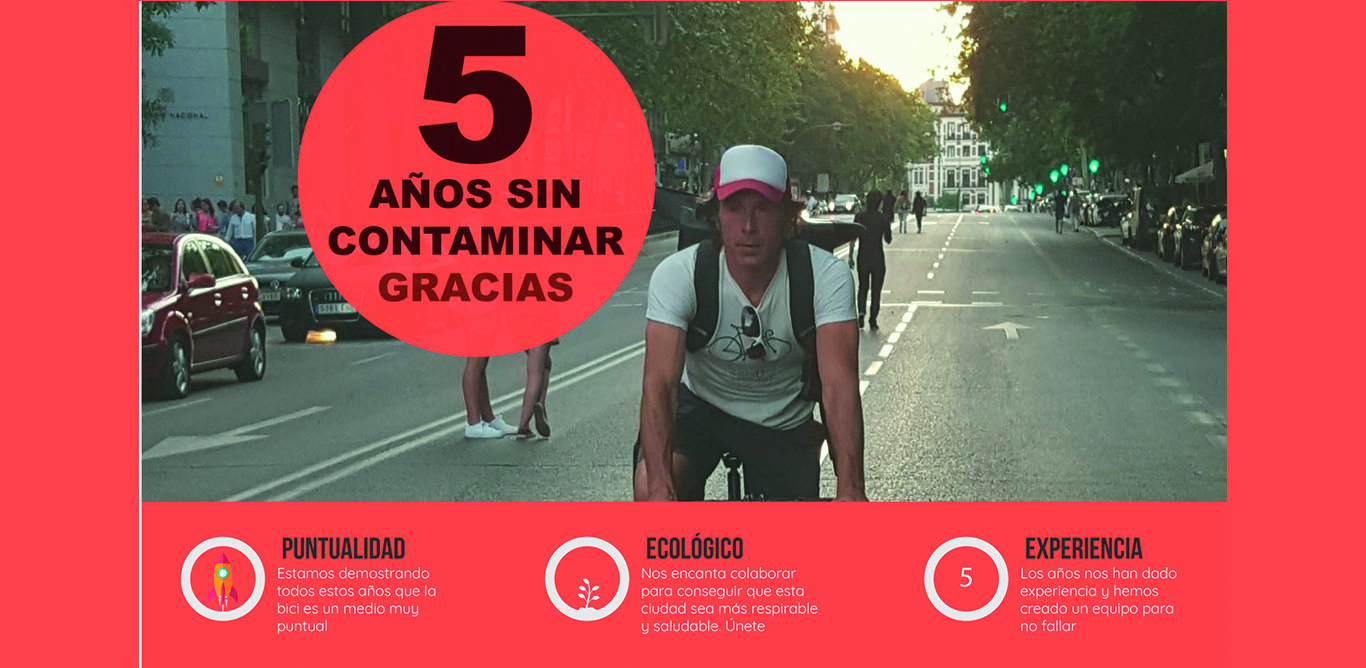 NACIONAL
5
AÑOS SIN
CONTAMINAR
GRACIAS
PUNTUALIDAD
Estamos demostrando
todos estos años que la
bici es un medio muy
puntual
ECOLÓGICO
Nos encanta colaborar
para conseguir que esta
ciudad sea más respirable
y saludable. Únete
5
EXPERIENCIA
Los años nos han dado
experiencia y hemos
creado un equipo para
no fallar